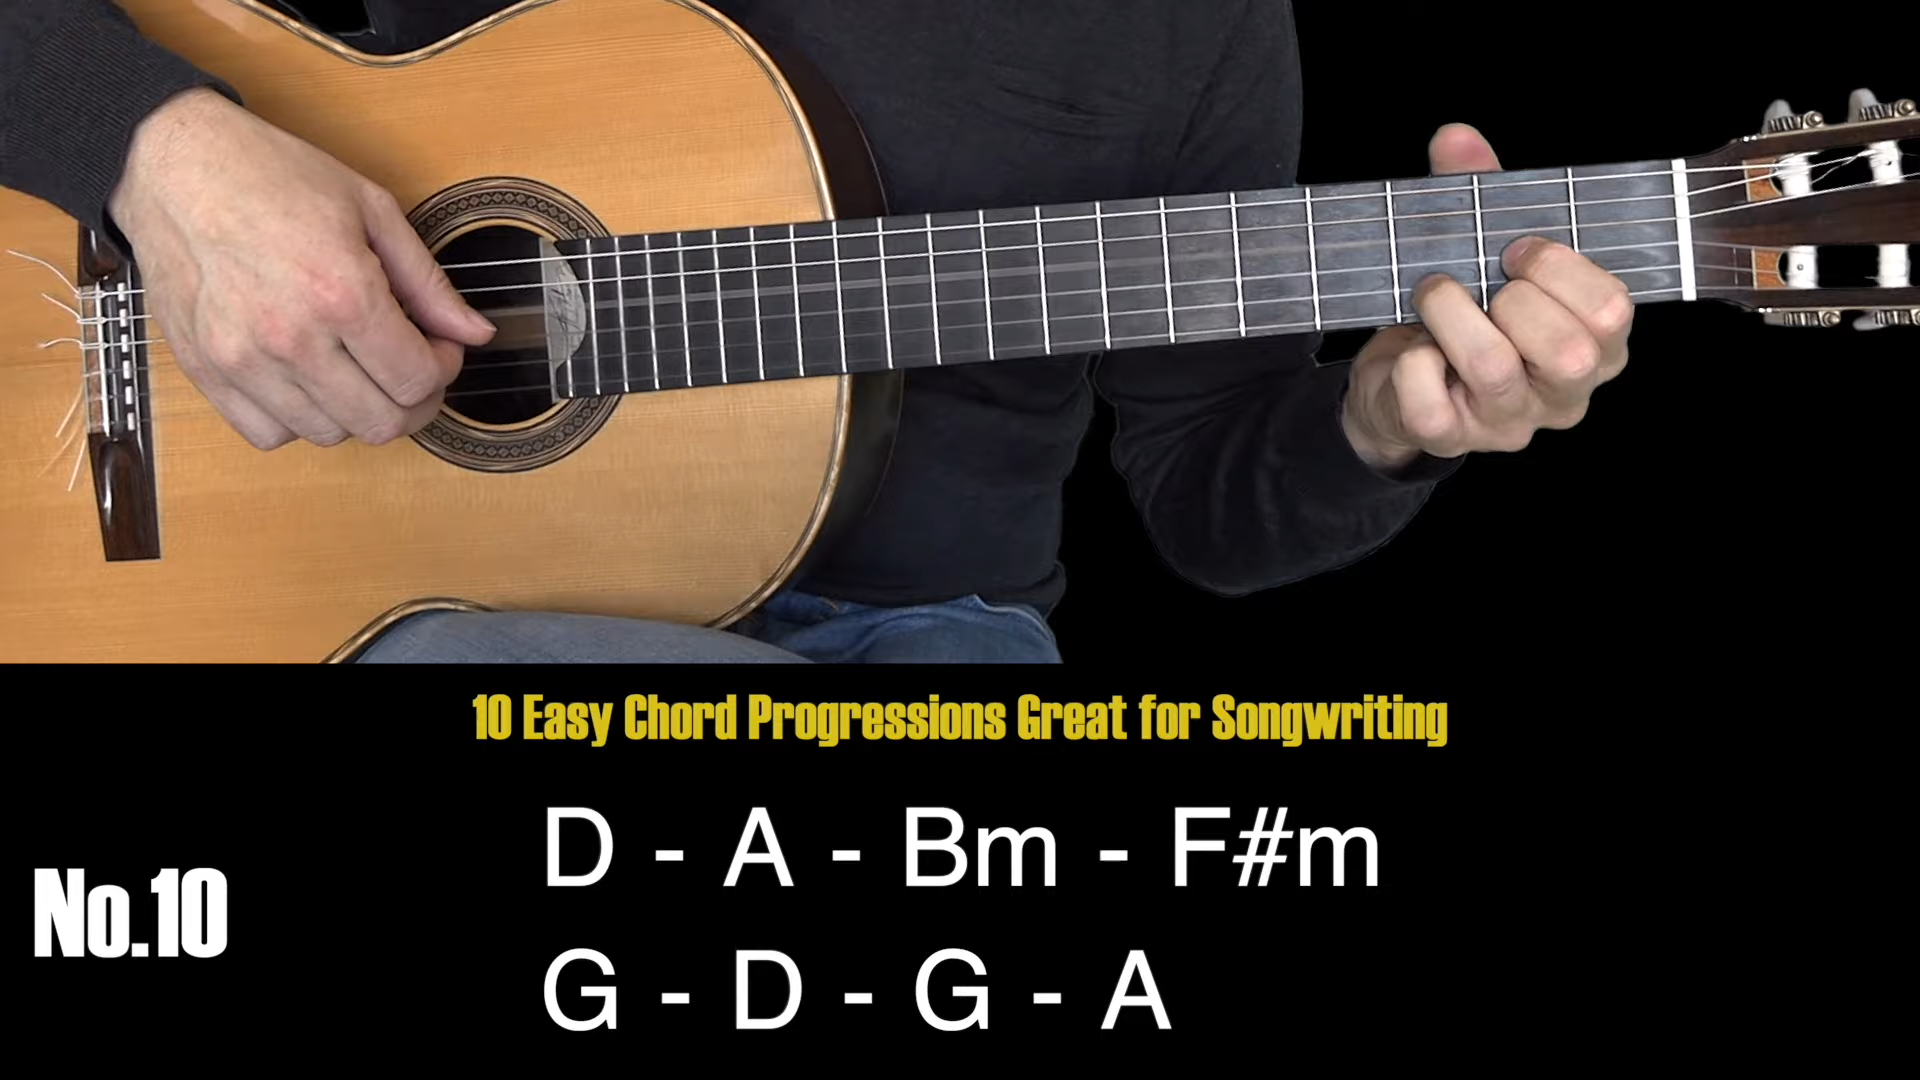 10 Easy Chord Progressions Great for Songwriting
D - A - Bm - F#m
No.10
G - D - G - A